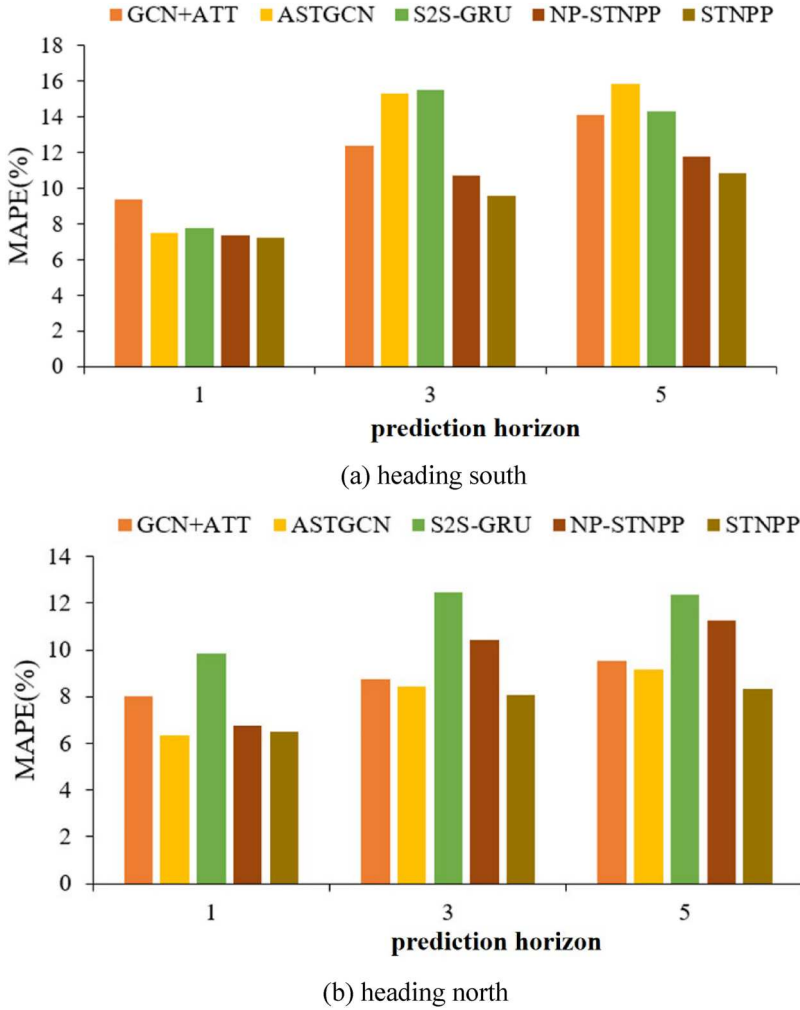 GCN+ATT ASTGCN S2S-GRU NP-STNPP STNPP
18
16
14
12
10
8
6
4
2
0
MAPE(%)
1 3 5
prediction horizon
(a) heading south
GCN+ATT ASTGCN S2S-GRU NP-STNPP STNPP
14
12
10
8
6
4
2
0
MAPE(%)
1 3 5
prediction horizon
(b) heading north